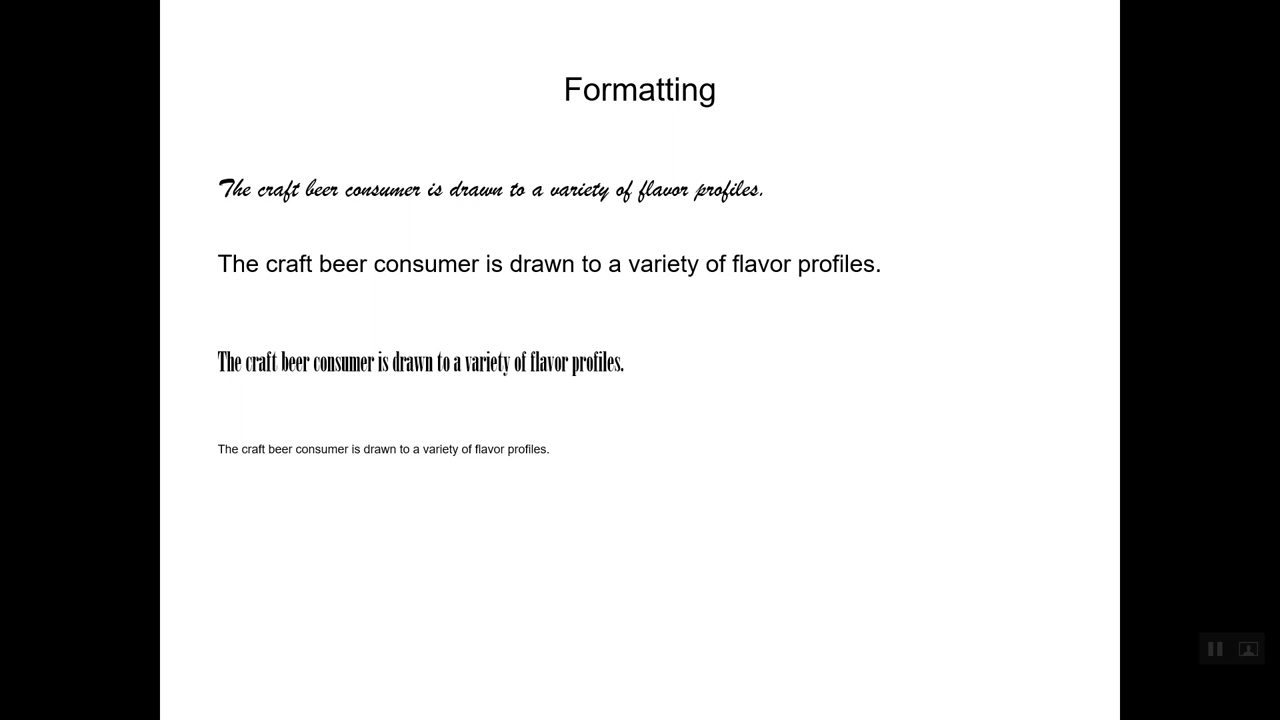 Formatting
The craft beer consumer is drawn to a variety of flavor profiles.
The craft beer consumer is drawn to a variety of flavor profiles.
The craft beer consumer is drawn to a variety of flavor profiles.
The craft beer consumer is drawn to a variety of flavor profiles.